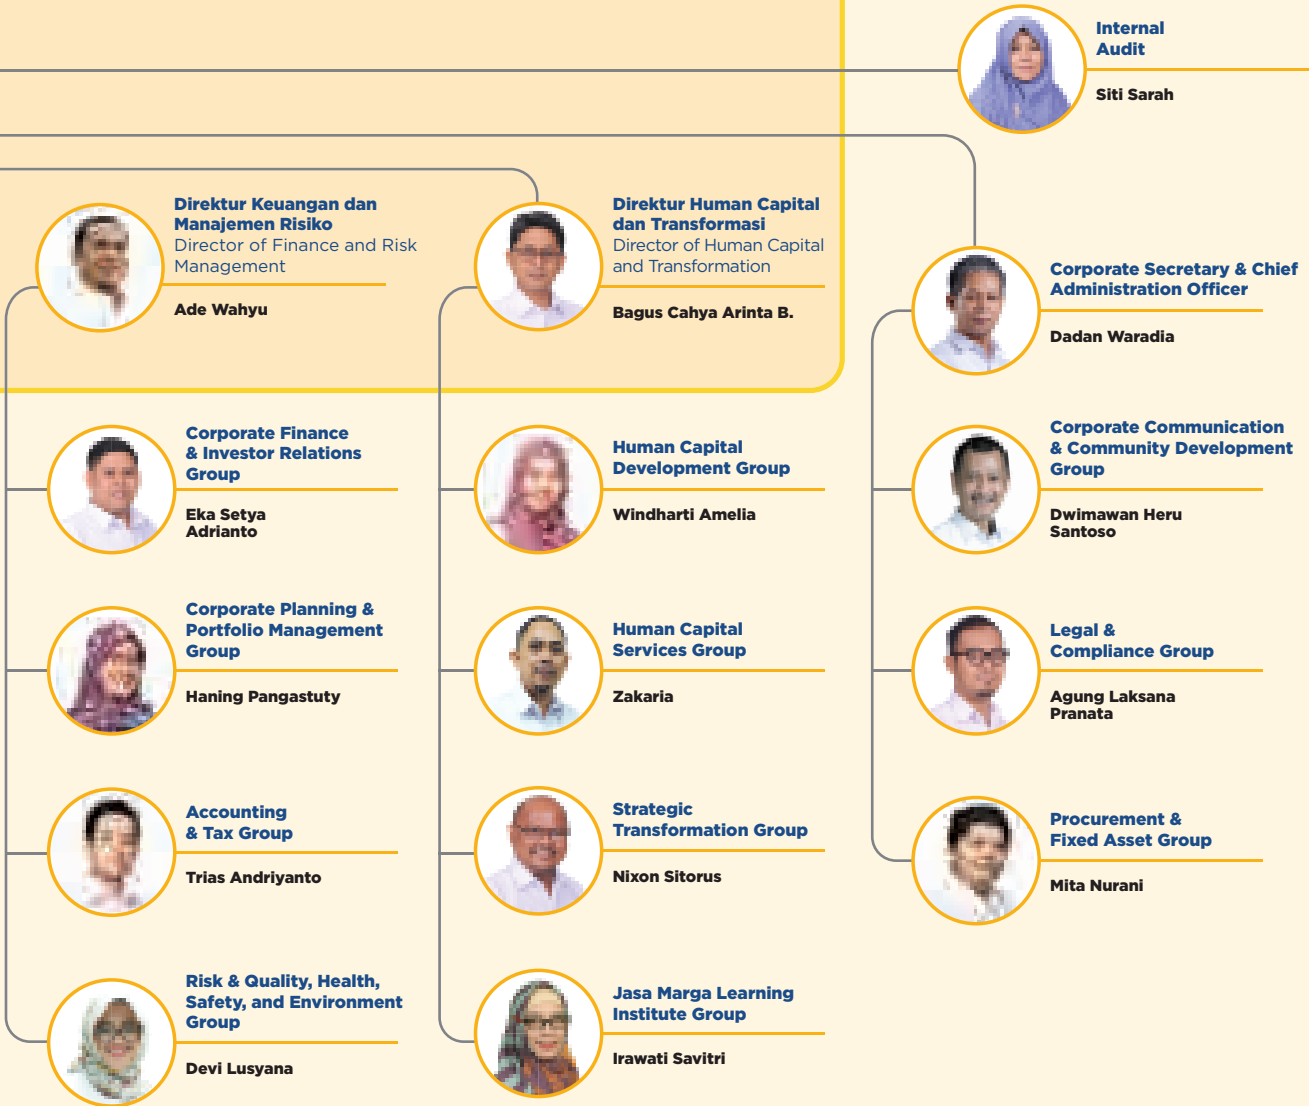 Internal
Audit
Siti Sarah
Direktur Keuangan dan
Manajemen Risiko
Director of Finance and Risk
Management
Ade Wahyu
Direktur Human Capital
dan Transformasi
Director of Human Capital
and Transformation
Bagus Cahya Arinta B.
Corporate Secretary & Chief
Administration Officer
Dadan Waradia
Corporate Finance
& Investor Relations
Group
Eka Setya
Adrianto
Human Capital
Development Group
Windharti Amelia
Corporate Communication
& Community Development
Group
Dwimawan Heru
Santoso
Corporate Planning &
Portfolio Management
Group
Haning Pangastuty
Human Capital
Services Group
Zakaria
Legal &
Compliance Group
Agung Laksana
Pranata
Accounting
& Tax Group
Trias Andriyanto
Strategic
Transformation Group
Nixon Sitorus
Procurement &
Fixed Asset Group
Mita Nurani
Risk & Quality, Health,
Safety, and Environment
Group
Devi Lusyana
Jasa Marga Learning
Institute Group
Irawati Savitri